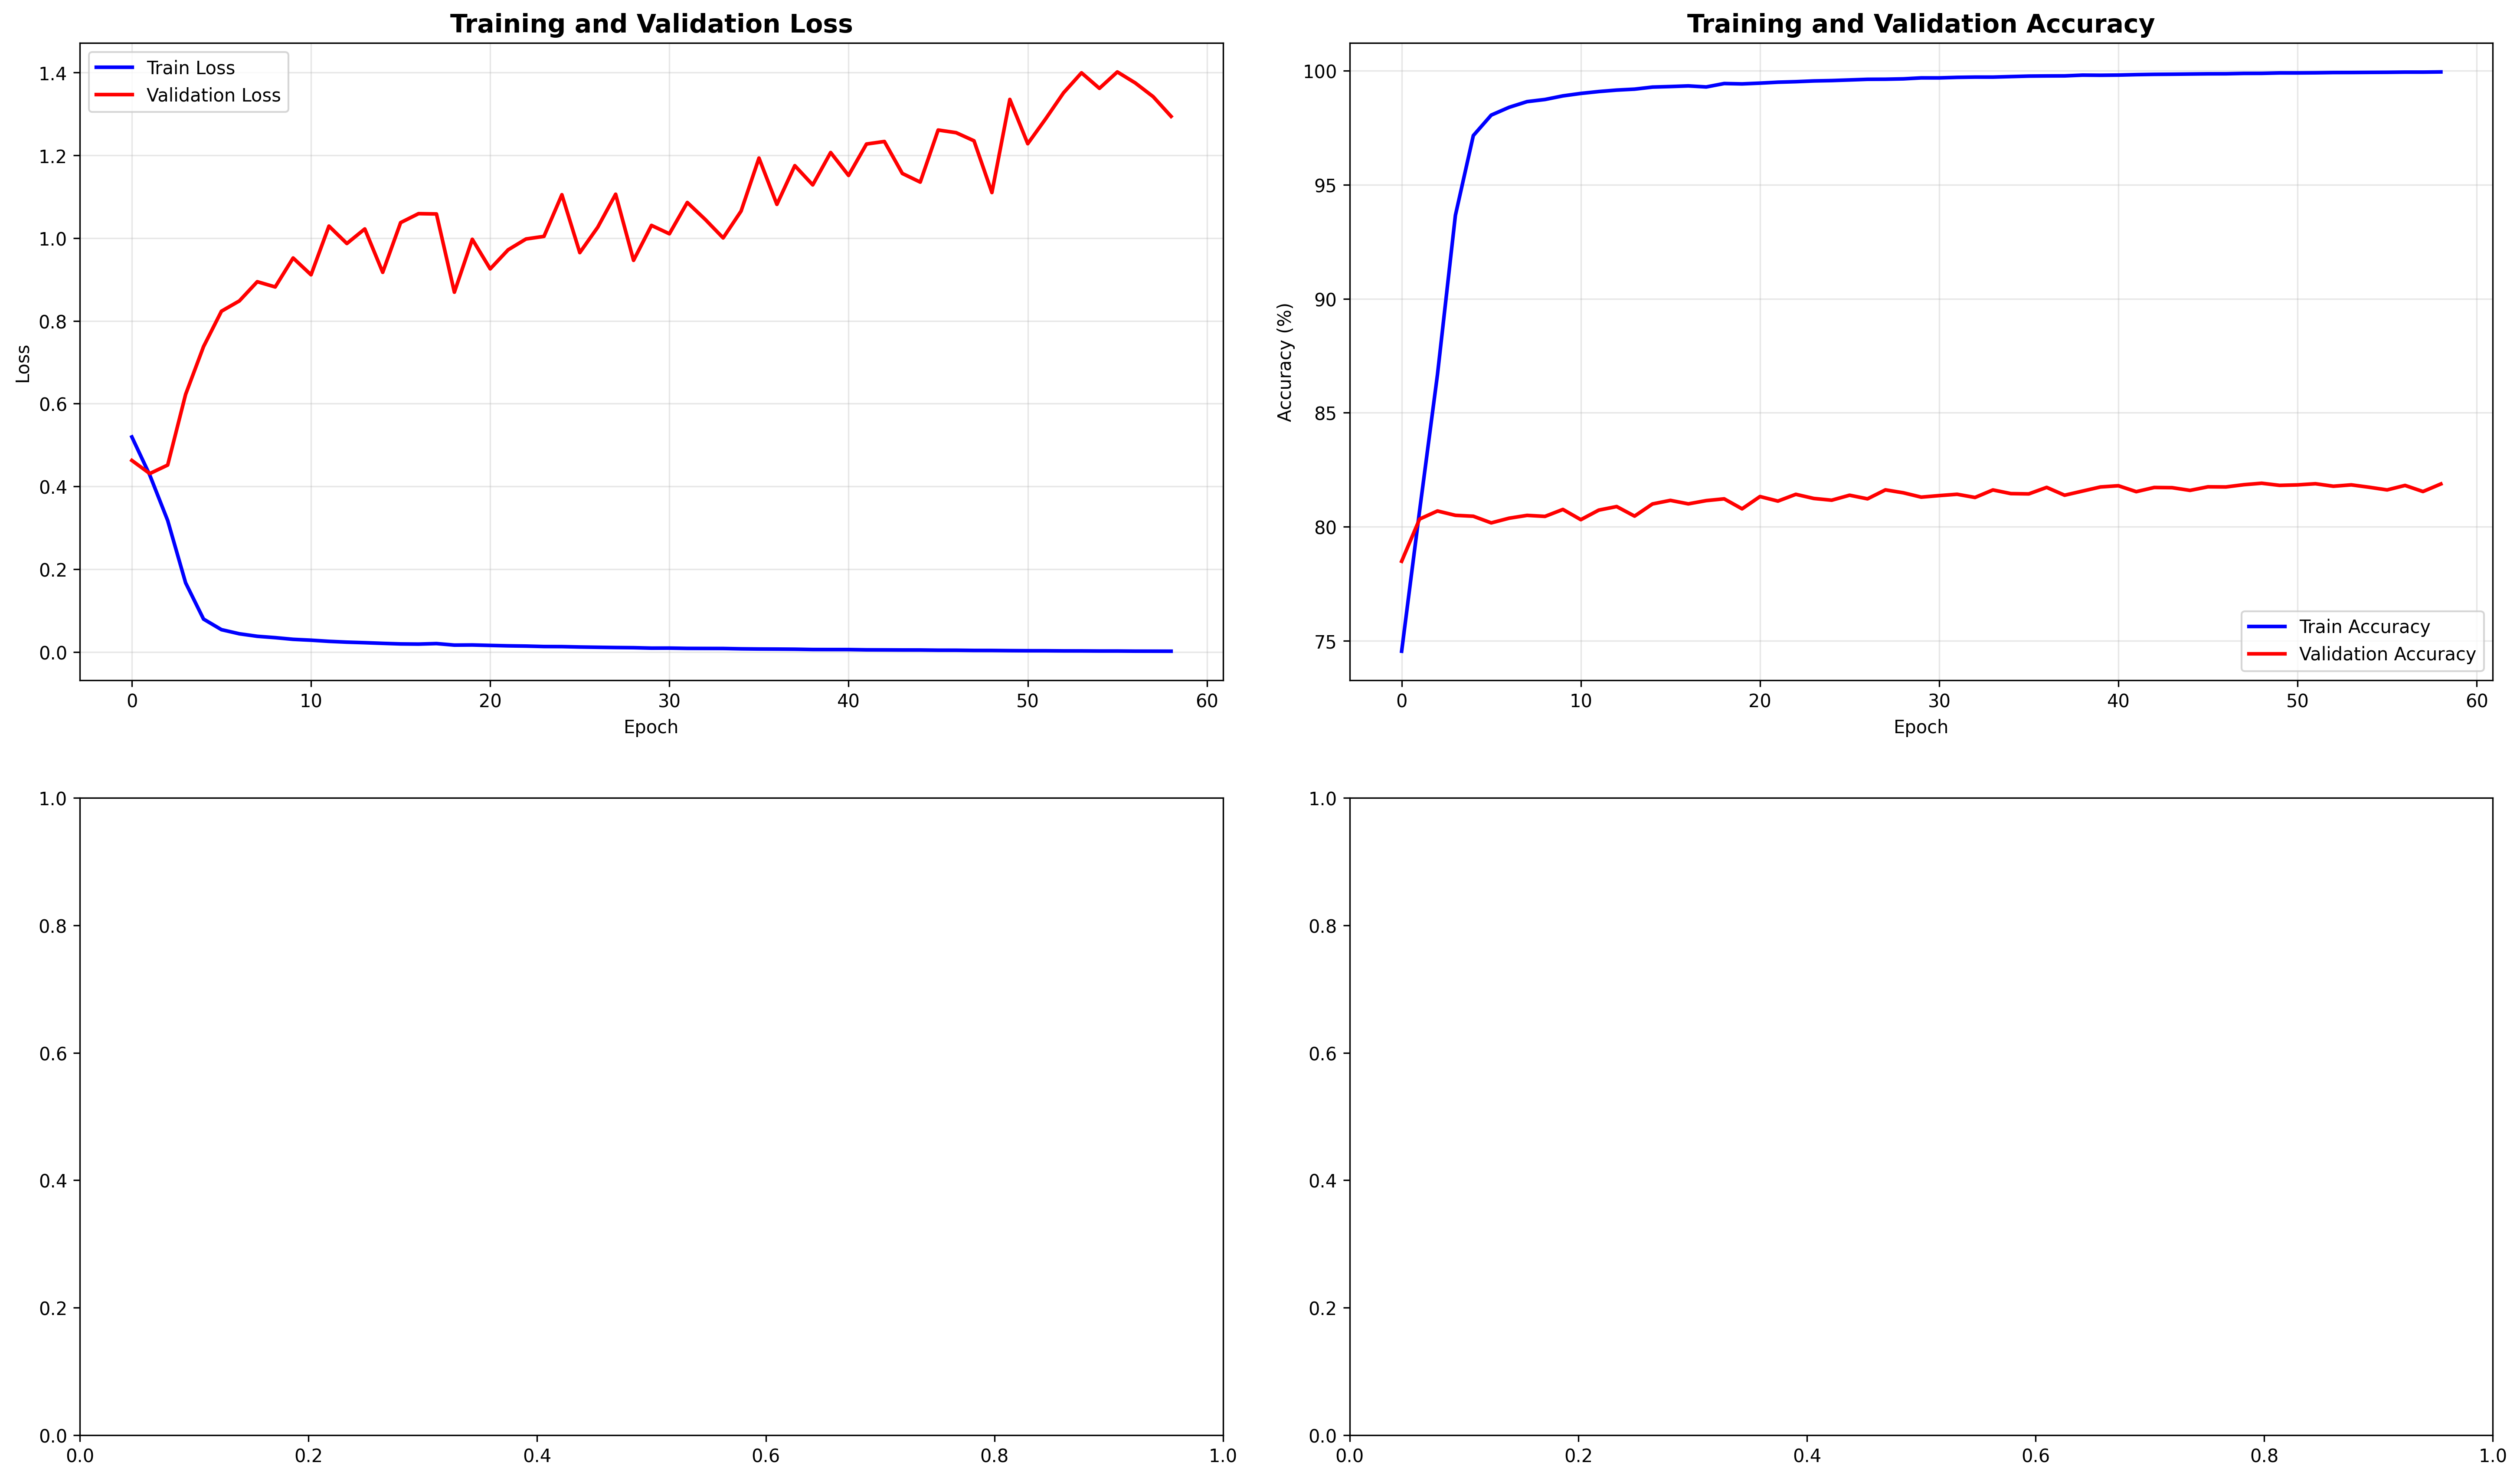 Training and Validation Loss
1.4
1.2
1.0
0.8
0.6
0.4
0.2
0.0
Loss
Train Loss
Validation Loss
0 10 20 30 40 50 60
Epoch
Training and Validation Accuracy
100
95
90
85
80
75
Accuracy (%)
Train Accuracy
Validation Accuracy
0 10 20 30 40 50 60
Epoch
1.0
0.8
0.6
0.4
0.2
0.0
0.0 0.2 0.4 0.6 0.8 1.0
1.0
0.8
0.6
0.4
0.2
0.0
0.0 0.2 0.4 0.6 0.8 1.0